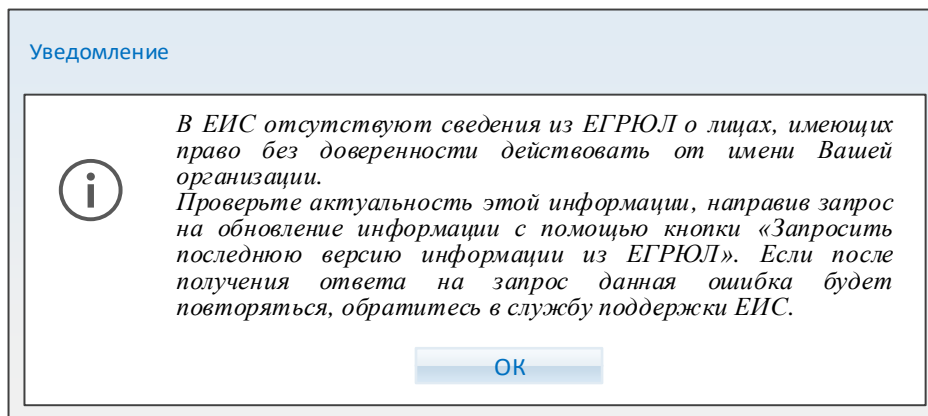 Уведомление
В ЕИС отсутствуют сведения из ЕГРЮЛ о лицах, имеющих
право без доверенности действовать от имени Вашей
организации.
Проверьте актуальность этой информации, направив запрос
на обновление информации с помощью кнопки «Запросить
последнюю версию информации из ЕГРЮЛ». Если после
получения ответа на запрос данная ошибка будет
повторяться, обратитесь в службу поддержки ЕИС.
ОК